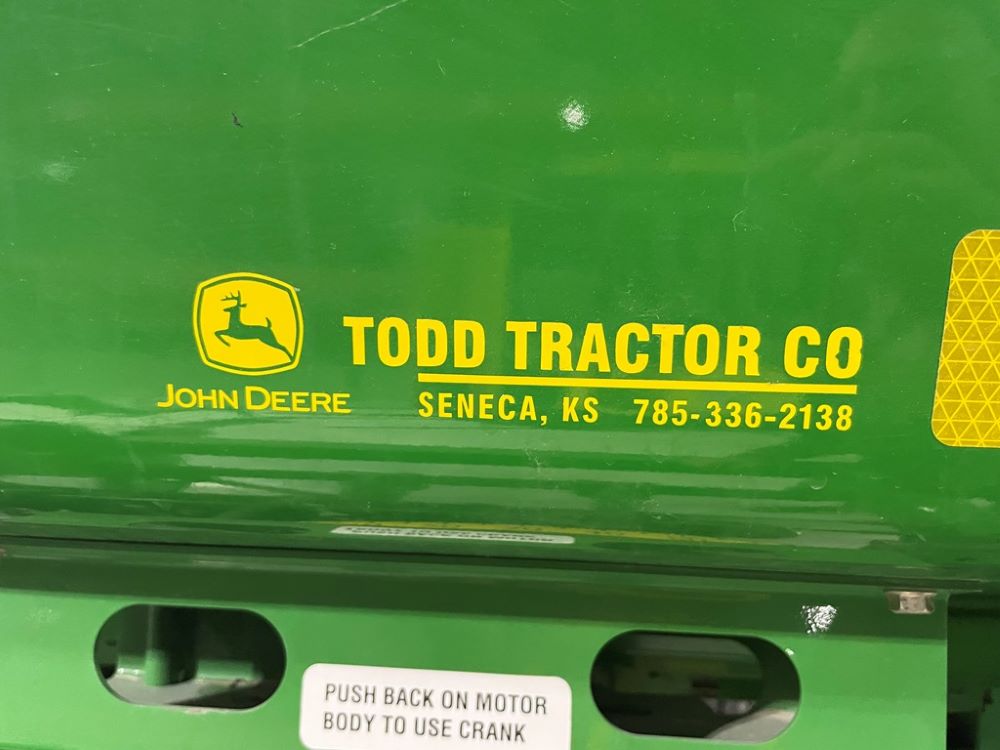 TODD TRACTOR CO
JOHN DEERE
SENECA, KS 785-336-2138
PUSH BACK ON MOTOR
BODY TO USE CRANK